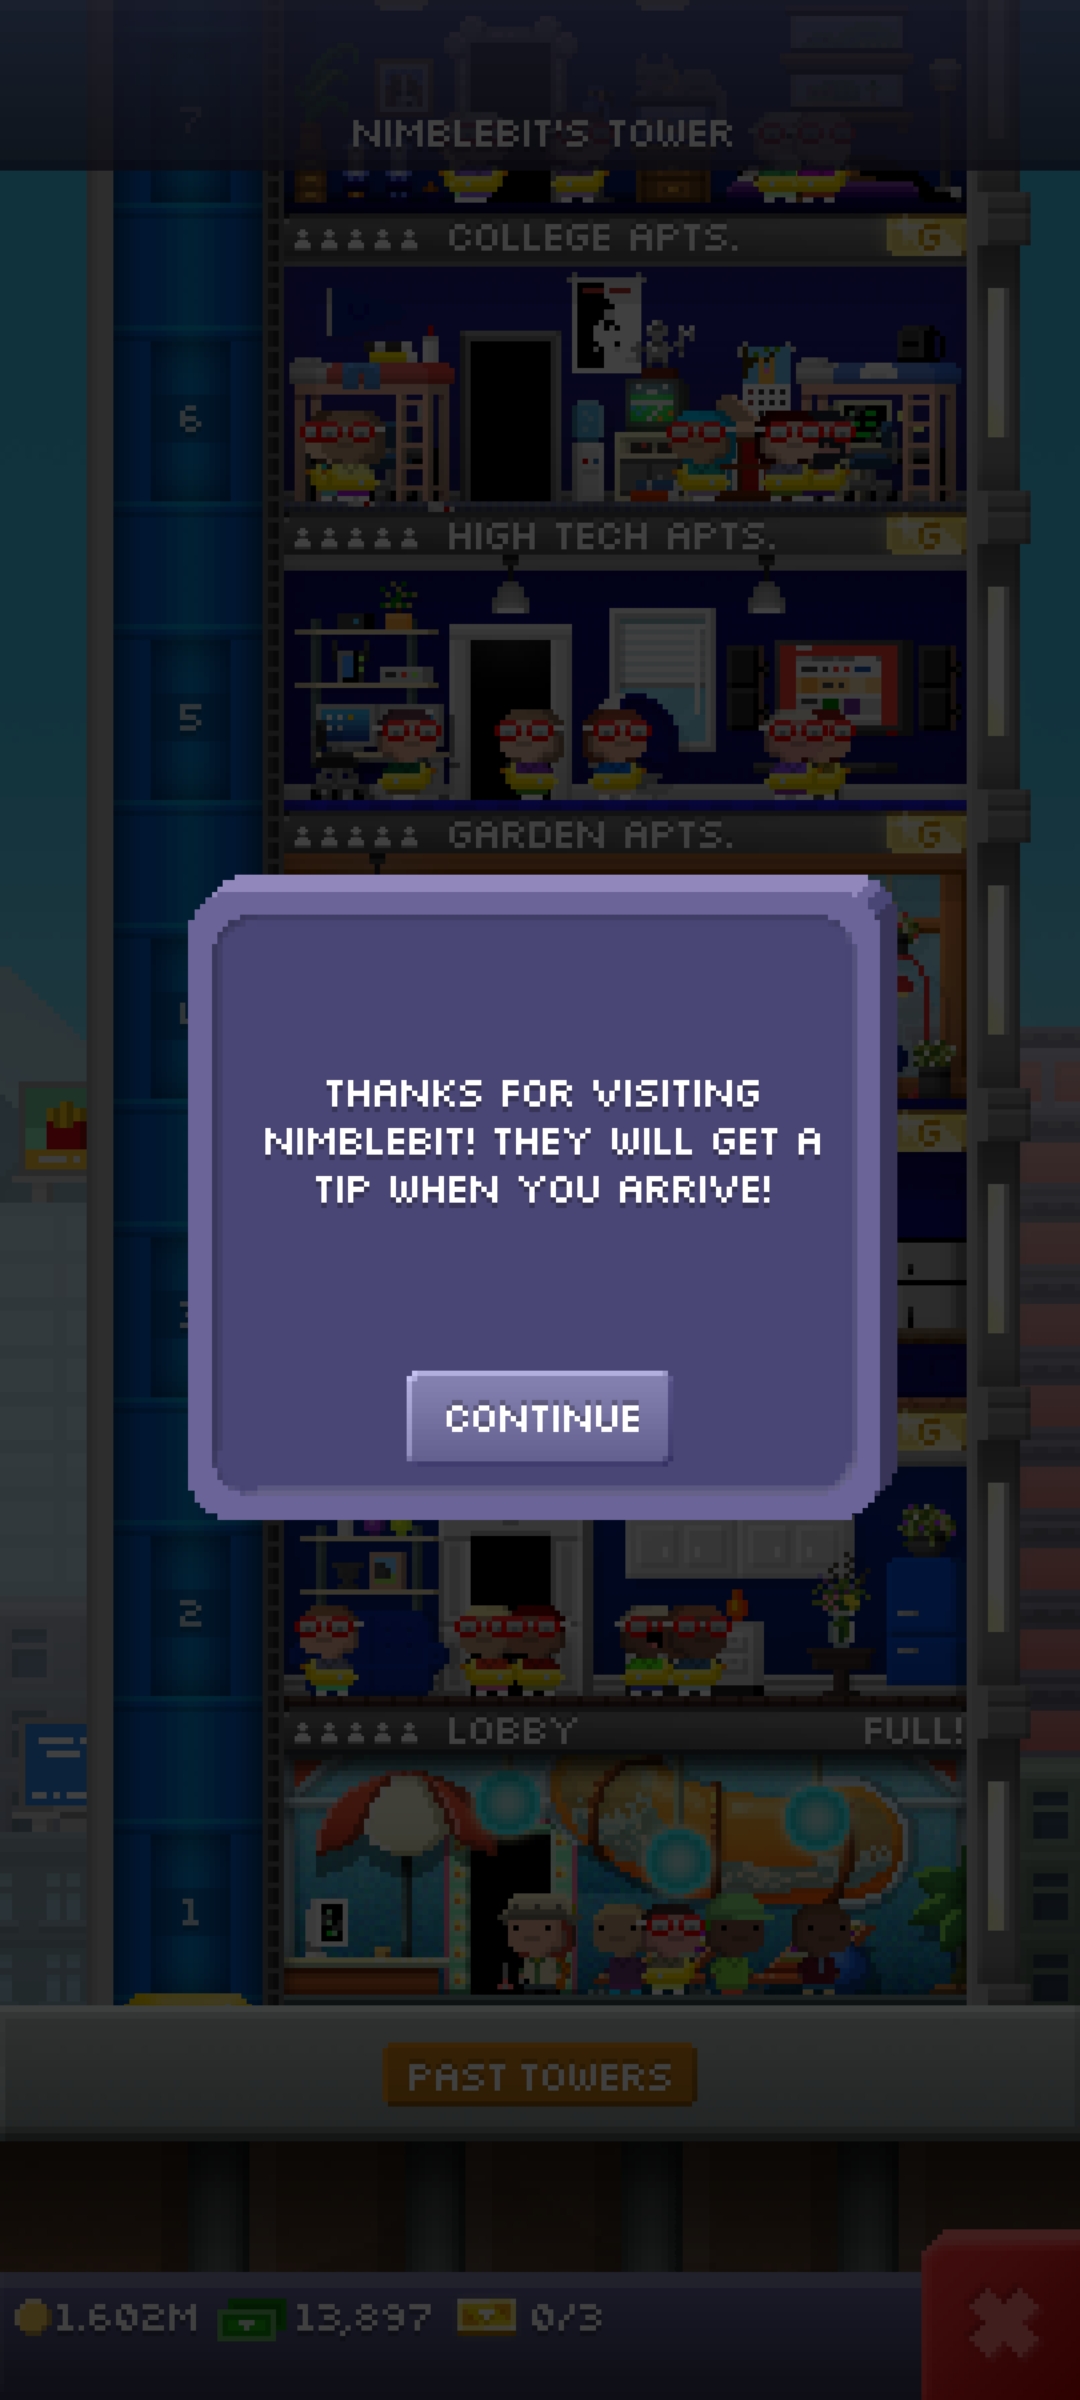 7
NIMBLEBIT'S TOWER
COLLEGE APTS. G
6
HIGH TECH APTS. G
5
GARDEN APTS. G
G
THANKS FOR VISITING
NIMBLEBIT! THEY WILL GET A
TIP WHEN YOU ARRIVE!
CONTINUE
G
2
LOBBY FULL!
1
PAST TOWERS
1.602M 13,897 0/3